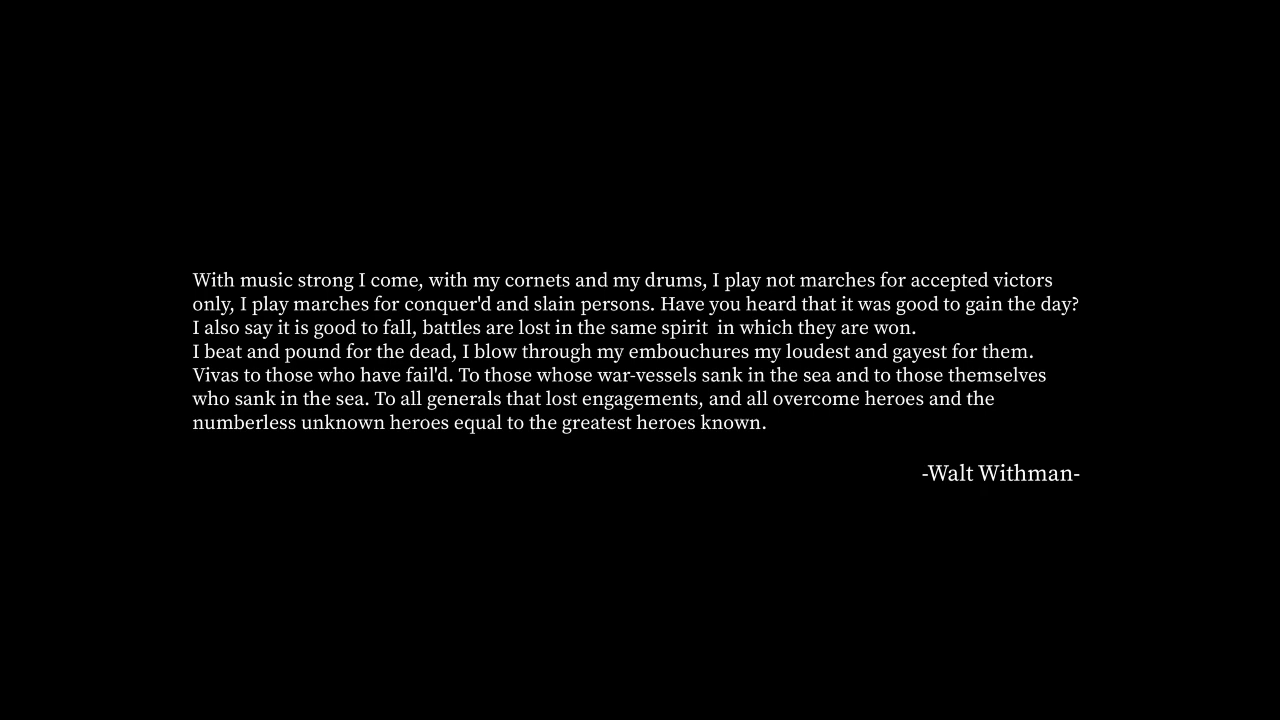 With music strong I come, with my cornets and my drums, I play not marches for accepted victors
only, I play marches for conquer'd and slain persons. Have you heard that it was good to gain the day?
I also say it is good to fall, battles are lost in the same spirit  in which they are won.
I beat and pound for the dead, I blow through my embouchures my loudest and gayest for them.
Vivas to those who have fail'd. To those whose war-vessels sank in the sea and to those themselves
who sank in the sea. To all generals that lost engagements, and all overcome heroes and the
numberless unknown heroes equal to the greatest heroes known.
-Walt Withman-